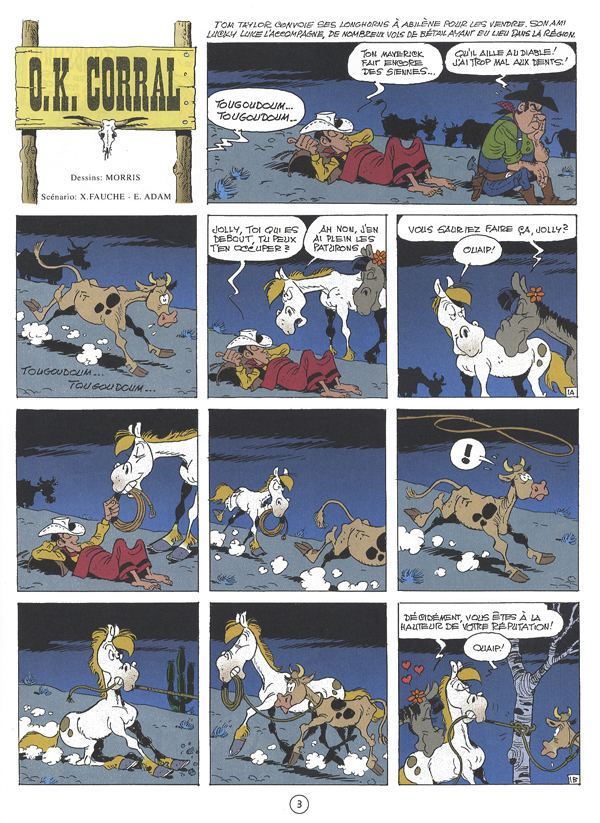 O.K. CORRAL
Dessins: MORRIS
Scénario: X.FAUCHE - E. ADAM
TOM TAYLOR CONVOIE SES LONGHORNS À ABILÈNE POUR LES VENDRE. SON AMI
LUCKY LUKE L'ACCOMPAGNE, DE NOMBREUX VOLS DE BÉTAIL AYANT EU LIEU DANS LA RÉGION.
TOUGOUDOUM...
TOUGOUDOUM...
TON MAVERICK
FAIT ENCORE
DES SIENNES...
QU'IL AILLE AU DIABLE!
J'AI TROP MAL AUX DENTS!
TOUGOUDOUM...
TOUGOUDOUM...
JOLLY, TOI QUI ES
DEBOUT, TU PEUX
T'EN OCCUPER?
AH NON, J'EN
AI PLEIN LES
PATURONS
VOUS SAURIEZ FAIRE ÇA, JOLLY?
OUAIP!
1A
!
DÉCIDÉMENT, VOUS ÊTES À LA
HAUTEUR DE VOTRE RÉPUTATION!
OUAIP!
1B
3